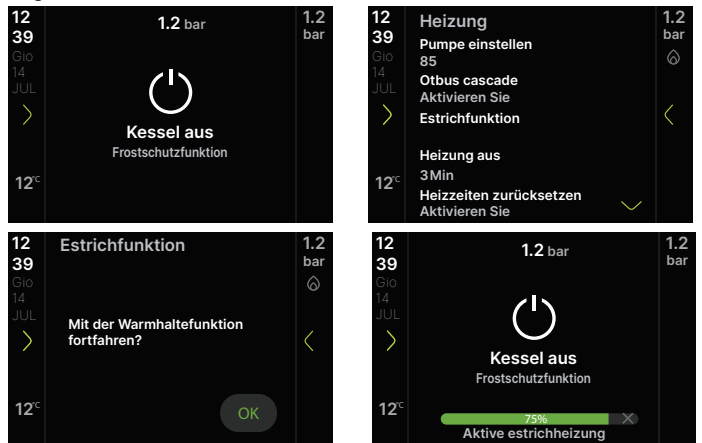 12
39
Gio
14
JUL
12°C
1.2 bar
Kessel aus
Frostschutzfunktion
1.2
bar
12
39
Gio
14
JUL
12°C
Heizung
Pumpe einstellen
85
Otbus cascade
Aktivieren Sie
Estrichfunktion
Heizung aus
3 Min
Heizzeiten zurücksetzen
Aktivieren Sie
1.2
bar
12
39
Gio
14
JUL
12°C
Estrichfunktion
Mit der Warmhaltefunktion
fortfahren?
OK
1.2
bar
12
39
Gio
14
JUL
12°C
1.2 bar
Kessel aus
Frostschutzfunktion
75%
Aktive estrichheizung
1.2
bar